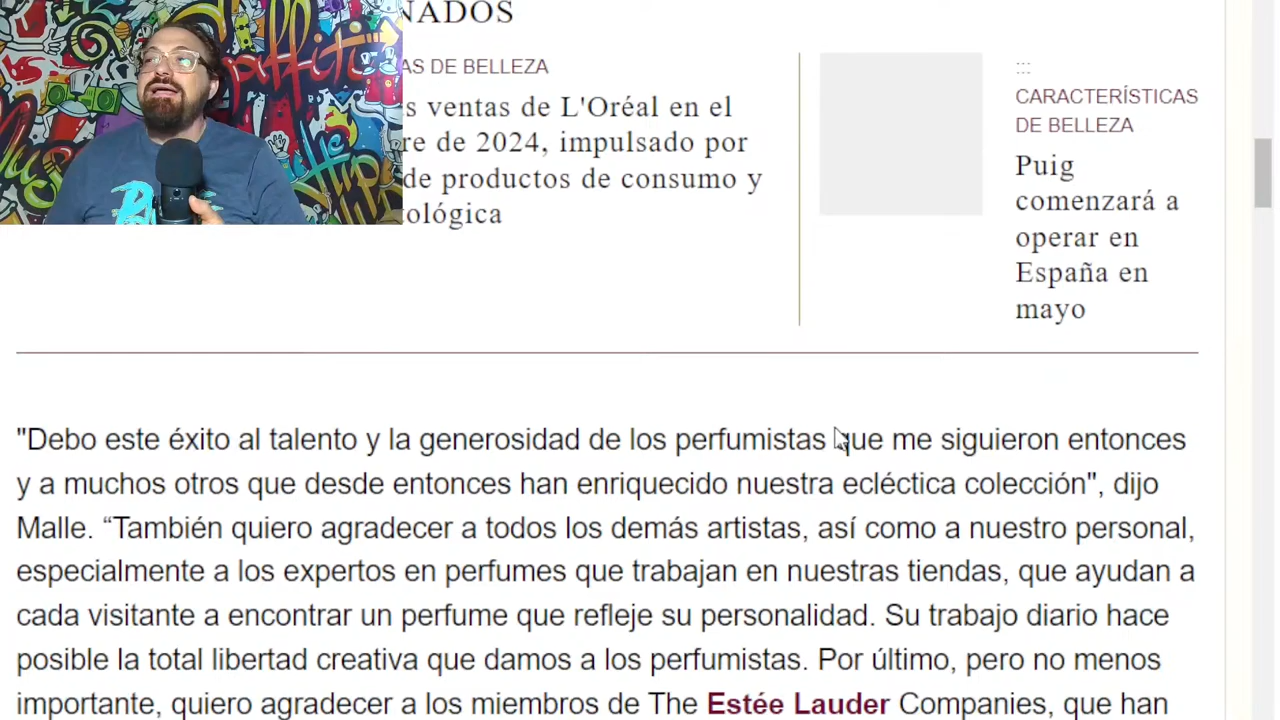 NADOS
AS DE BELLEZA
s ventas de L'Oréal en el
re de 2024, impulsado por
de productos de consumo y
ológica
:::
CARACTERÍSTICAS
DE BELLEZA
Puig
comenzará a
operar en
España en
mayo
"Debo este éxito al talento y la generosidad de los perfumistas que me siguieron entonces
y a muchos otros que desde entonces han enriquecido nuestra ecléctica colección", dijo
Malle. “También quiero agradecer a todos los demás artistas, así como a nuestro personal,
especialmente a los expertos en perfumes que trabajan en nuestras tiendas, que ayudan a
cada visitante a encontrar un perfume que refleje su personalidad. Su trabajo diario hace
posible la total libertad creativa que damos a los perfumistas. Por último, pero no menos
importante, quiero agradecer a los miembros de The Estée Lauder Companies, que han